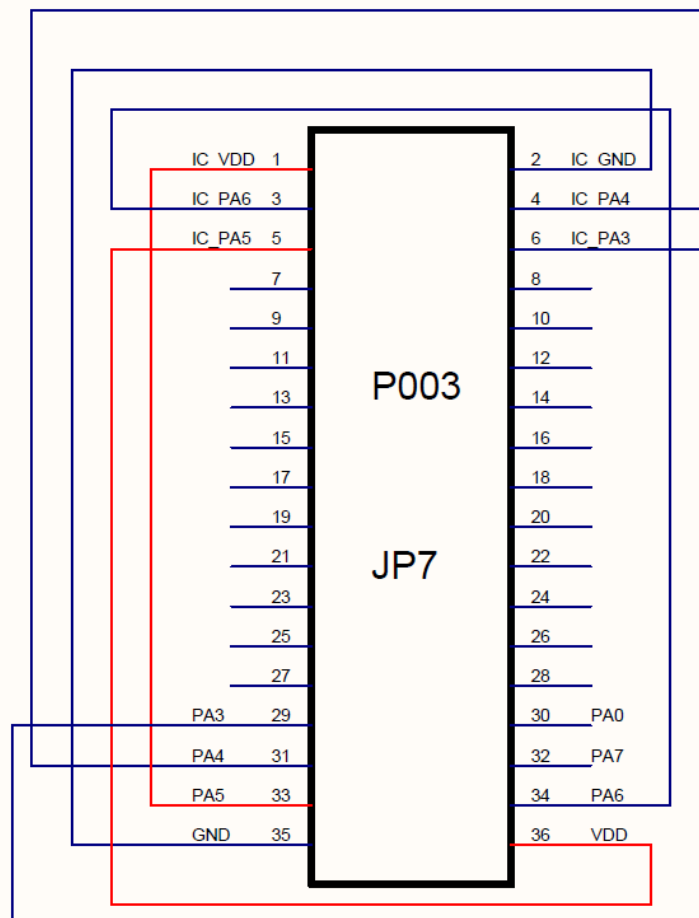 IC_VDD 1 2 IC_GND
IC_PA6 3 4 IC_PA4
IC_PA5 5 6 IC_PA3
7 8
9 10
11 12
P003
13 14
15 16
17 18
19 20
JP7
21 22
23 24
25 26
27 28
PA3 29 30 PA0
PA4 31 32 PA7
PA5 33 34 PA6
GND 35 36 VDD